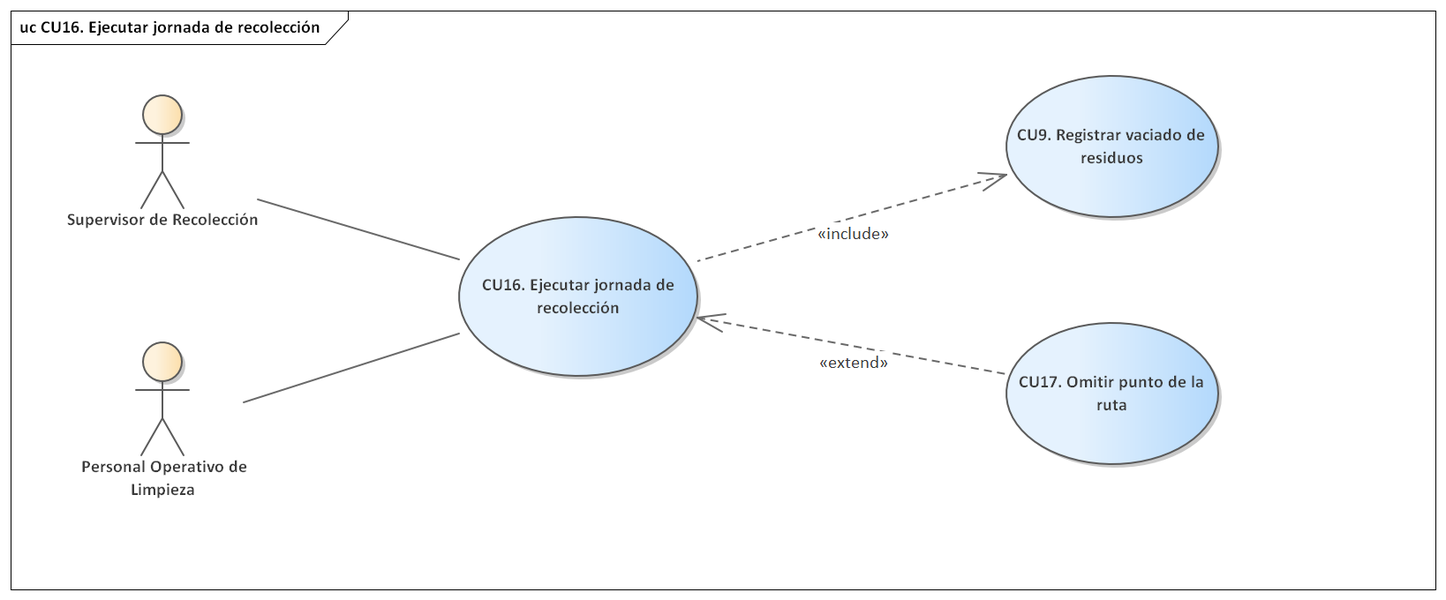 uc CU16. Ejecutar jornada de recolección
Supervisor de Recolección
Personal Operativo de
Limpieza
CU16. Ejecutar jornada de
recolección
«include»
«extend»
CU9. Registrar vaciado de
residuos
CU17. Omitir punto de la
ruta